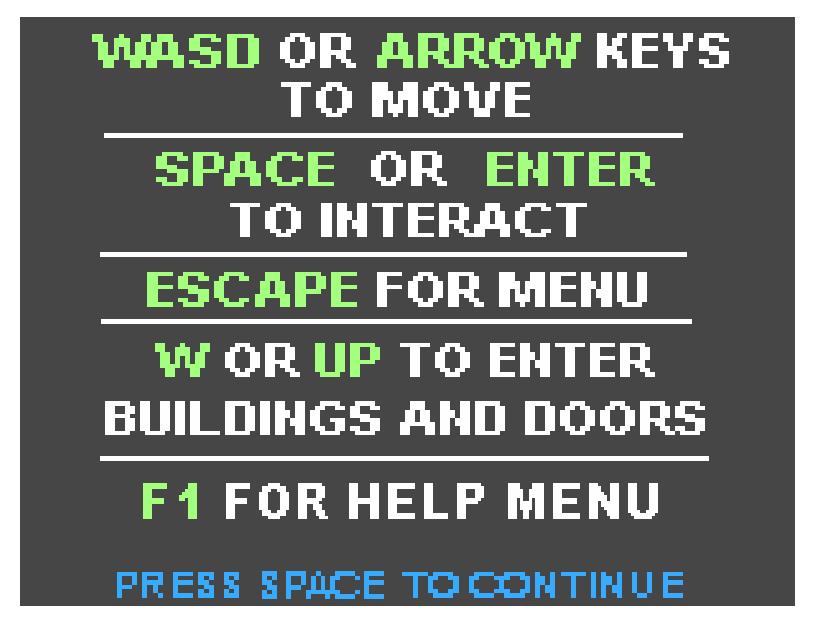 WASD OR ARROW KEYS
TO MOVE
SPACE OR ENTER
TO INTERACT
ESCAPE FOR MENU
W OR UP TO ENTER
BUILDINGS AND DOORS
F1 FOR HELP MENU
PRESS SPACE TO CONTINUE